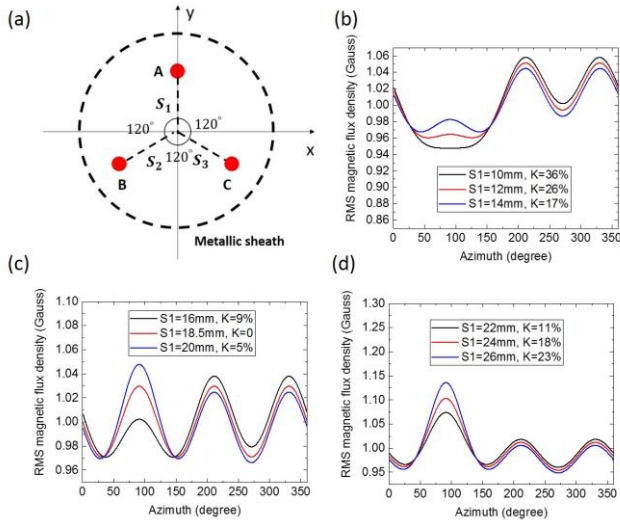 (a)
y
A
S₁
120°
120°
x
S₂
120°
S₃
B
C
Metallic sheath
(b)
RMS magnetic flux density (Gauss)
1.06
1.04
1.02
1.00
0.98
0.96
0.94
0.92
0.90
0.88
0.86
S1=10mm, K=36%
S1=12mm, K=26%
S1=14mm, K=17%
0 50 100 150 200 250 300 350
Azimuth (degree)
(c)
RMS magnetic flux density (Gauss)
1.10
1.08
1.06
1.04
1.02
1.00
0.98
0.96
S1=16mm, K=9%
S1=18.5mm, K=0
S1=20mm, K=5%
0 50 100 150 200 250 300 350
Azimuth (degree)
(d)
RMS magnetic flux density (Gauss)
1.30
1.25
1.20
1.15
1.10
1.05
1.00
0.95
S1=22mm, K=11%
S1=24mm, K=18%
S1=26mm, K=23%
0 50 100 150 200 250 300 350
Azimuth (degree)